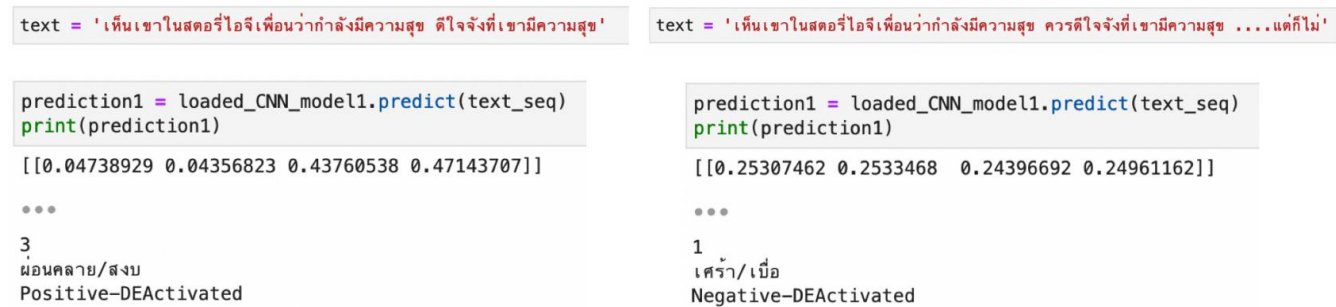 text = 'เห็นเขาในสตอรี่ไอจีเพื่อนว่ากำลังมีความสุข ดีใจจังที่เขามีความสุข'
prediction1 = loaded_CNN_model1.predict(text_seq)
print(prediction1)
[[0.04738929 0.04356823 0.43760538 0.47143707]]
•••
3
ผ่อนคลาย/สงบ
Positive-DEActivated
text = 'เห็นเขาในสตอรี่ไอจีเพื่อนว่ากำลังมีความสุข ควรดีใจจังที่เขามีความสุข ....แต่ก็ไม่'
prediction1 = loaded_CNN_model1.predict(text_seq)
print(prediction1)
[[0.25307462 0.2533468  0.24396692 0.24961162]]
•••
1
เศร้า/เบื่อ
Negative-DEActivated